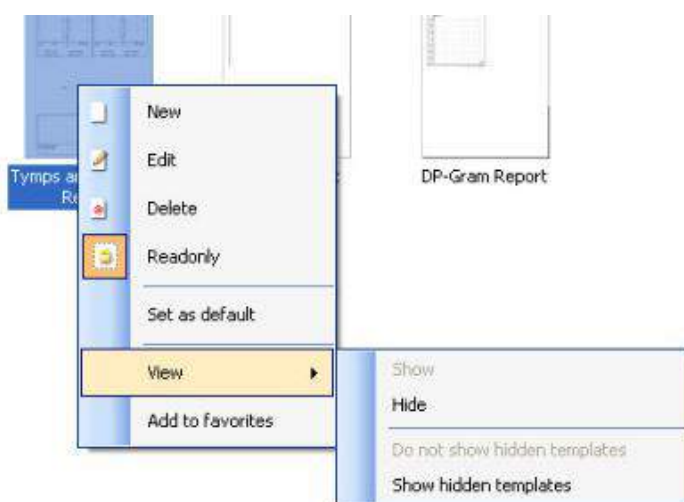 New
Edit
Tymps a
Re
DP-Gram Report
Delete
Readonly
Set as default
View
Show
Hide
Add to favorites
Do not show hidden templates
Show hidden templates